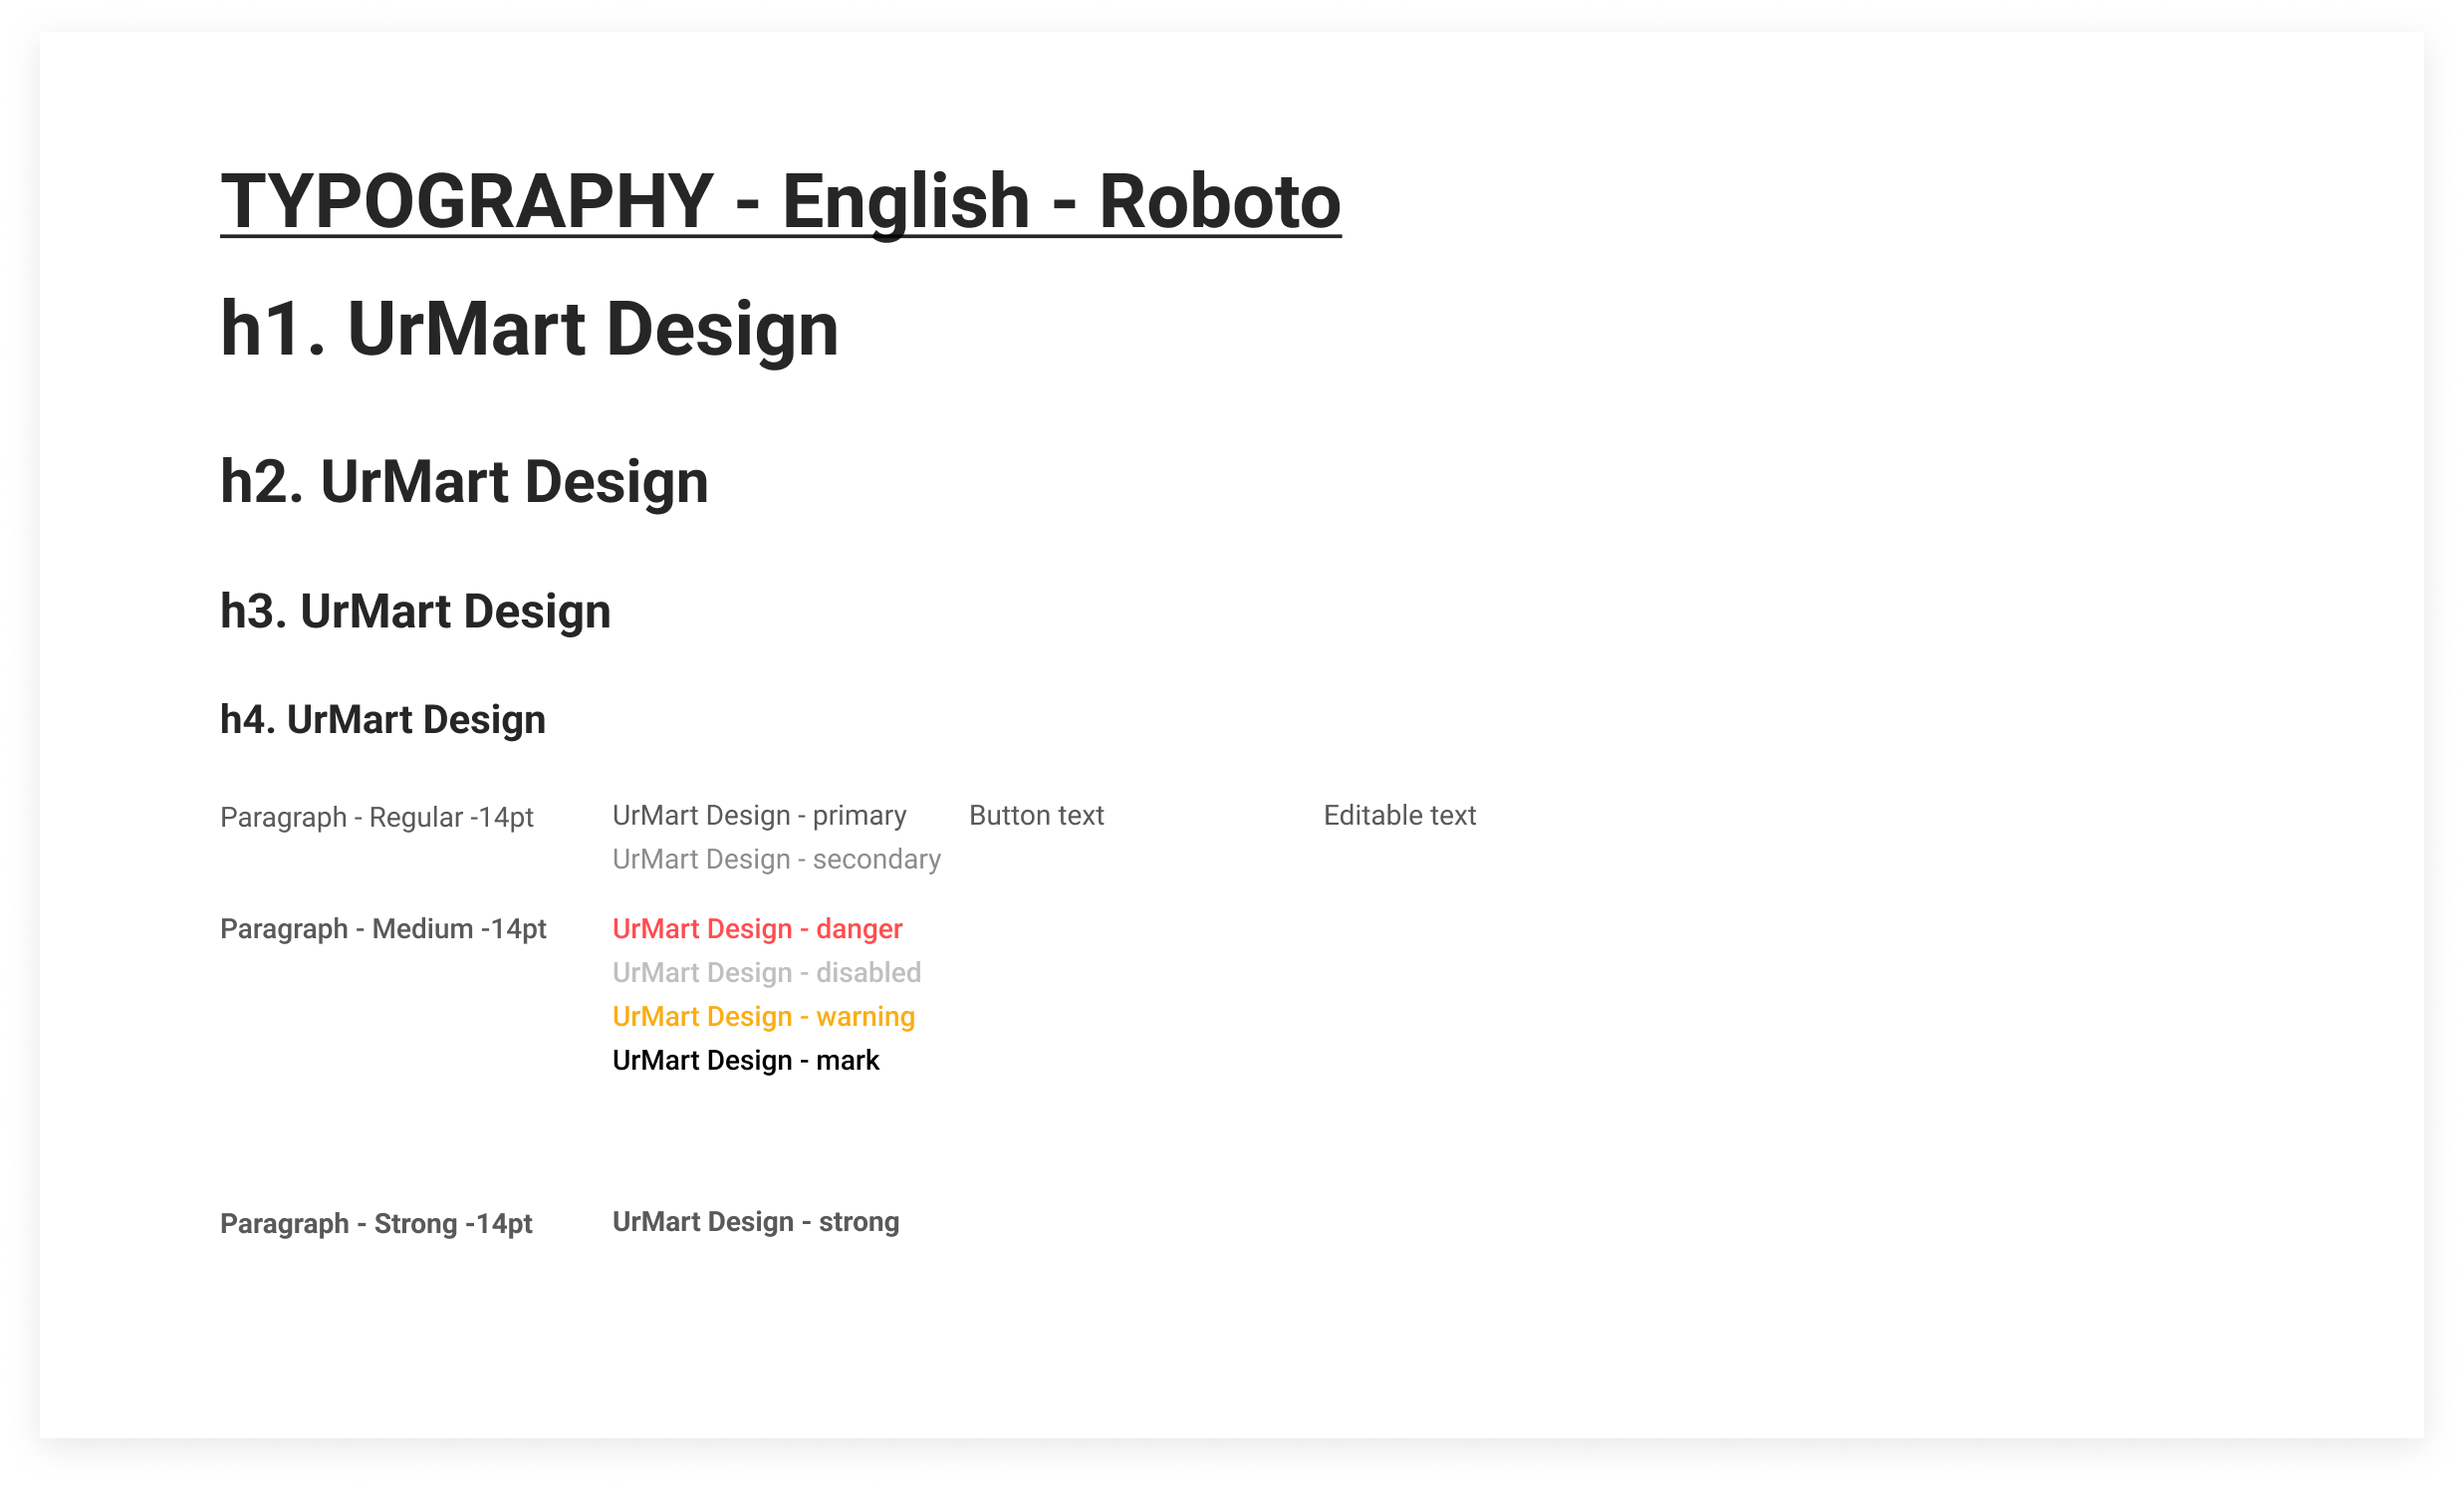 TYPOGRAPHY - English - Roboto
h1. UrMart Design
h2. UrMart Design
h3. UrMart Design
h4. UrMart Design
Paragraph - Regular -14pt UrMart Design - primary Button text Editable text
UrMart Design - secondary
Paragraph - Medium -14pt UrMart Design - danger
UrMart Design - disabled
UrMart Design - warning
UrMart Design - mark
Paragraph - Strong -14pt UrMart Design - strong